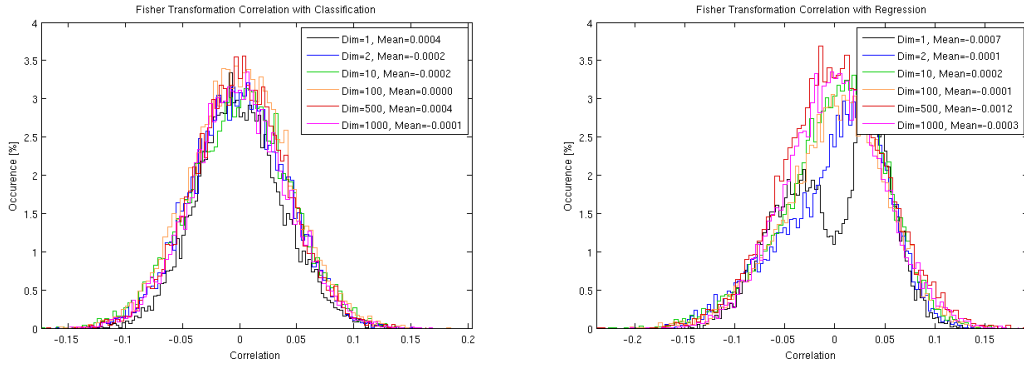 Fisher Transformation Correlation with Classification
4
3.5
3
2.5
2
1.5
1
0.5
0
Occurence [%]
Dim=1, Mean=0.0004
Dim=2, Mean=-0.0002
Dim=10, Mean=-0.0002
Dim=100, Mean=0.0000
Dim=500, Mean=0.0004
Dim=1000, Mean=-0.0001
-0.15 -0.1 -0.05 0 0.05 0.1 0.15 0.2
Correlation
Fisher Transformation Correlation with Regression
4
3.5
3
2.5
2
1.5
1
0.5
0
Occurence [%]
Dim=1, Mean=-0.0007
Dim=2, Mean=-0.0001
Dim=10, Mean=0.0002
Dim=100, Mean=-0.0001
Dim=500, Mean=-0.0012
Dim=1000, Mean=-0.0003
-0.2 -0.15 -0.1 -0.05 0 0.05 0.1 0.15
Correlation